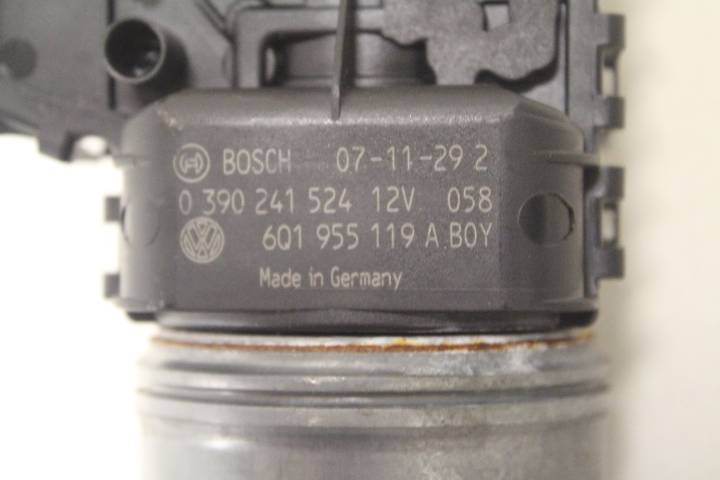 BOSCH 07-11-29 2
0 390 241 524 12V 058
6Q1 955 119 A BOY
Made in Germany